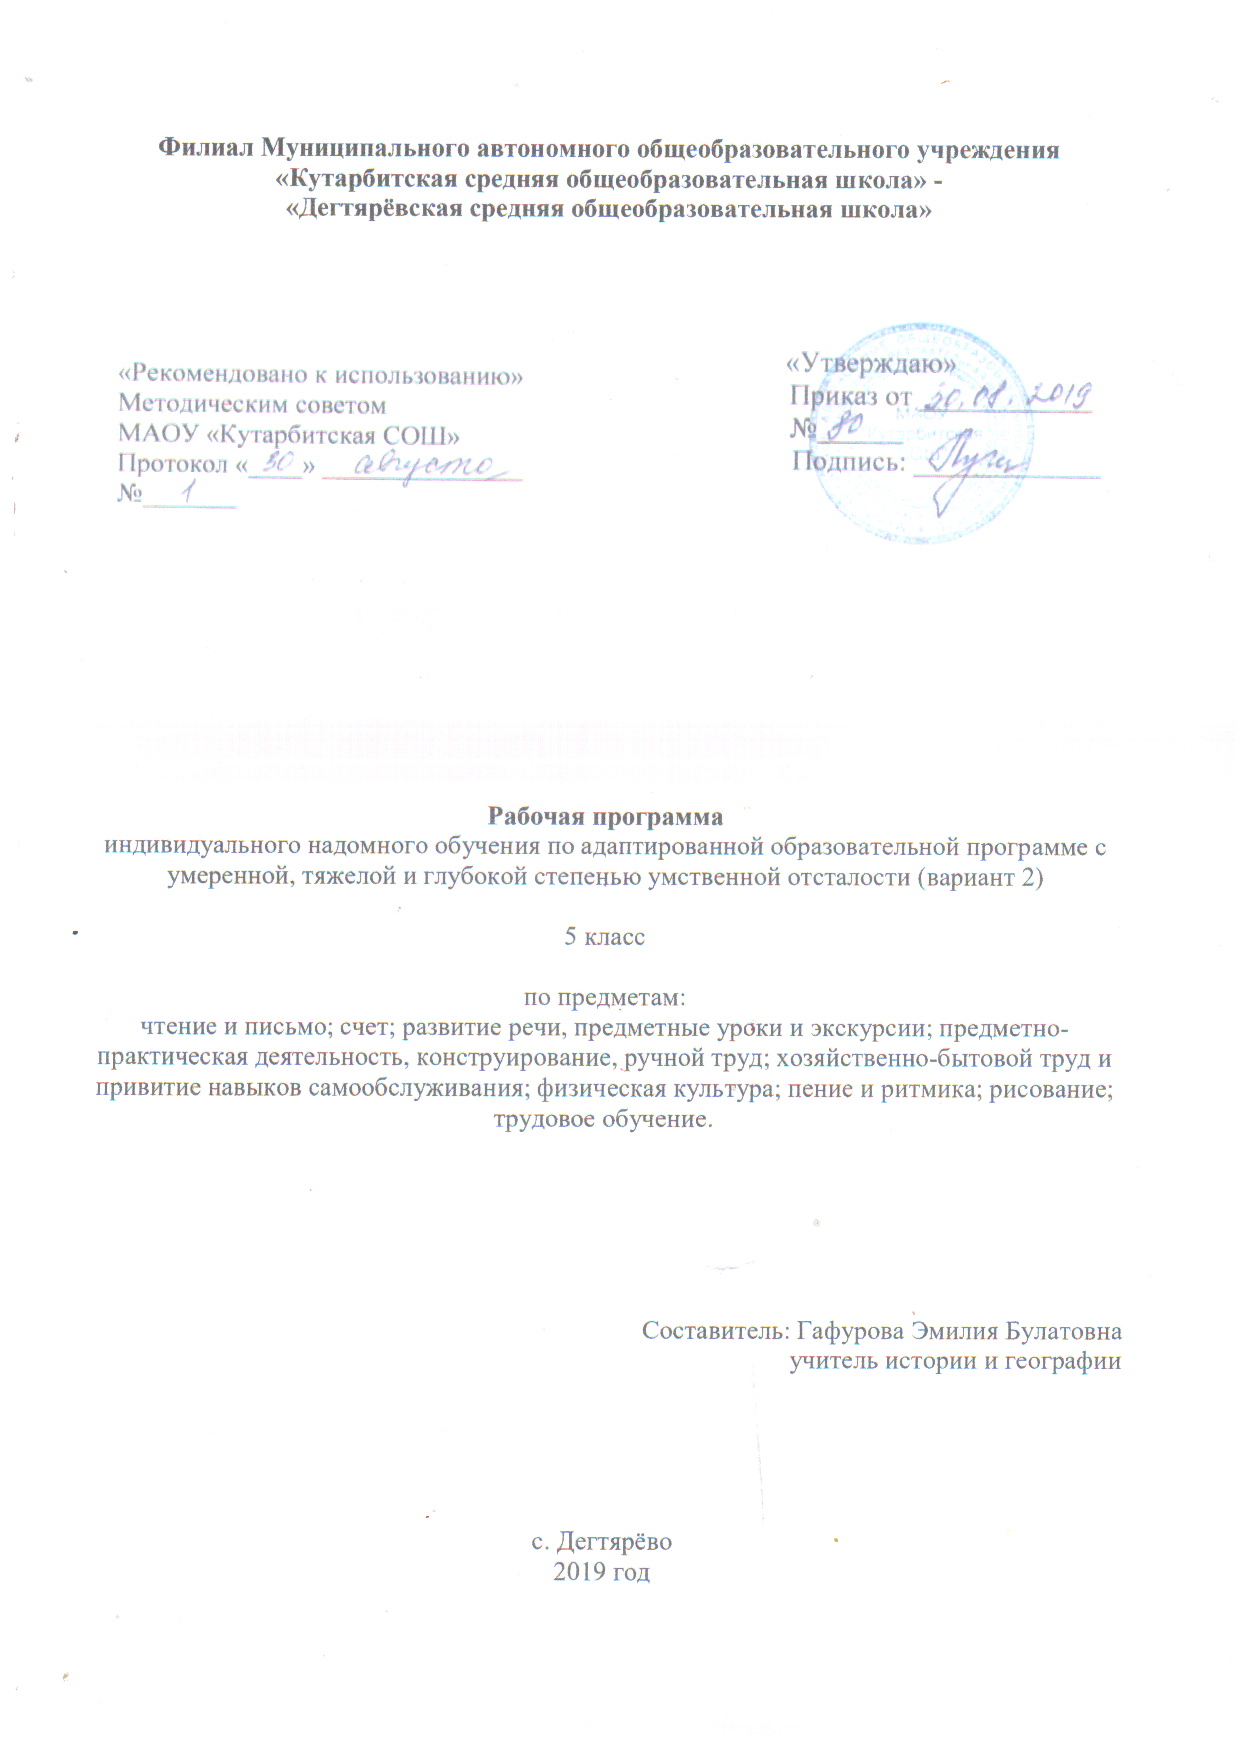 Филиал Муниципального автономного общеобразовательного учреждения
«Кутарбитская средняя общеобразовательная школа» -
«Дегтярёвская средняя общеобразовательная школа»
«Рекомендовано к использованию»
Методическим советом
МАОУ «Кутарбитская СОШ»
Протокол « 30 » августа
№ 1
«Утверждаю»
Приказ от 30.08.2019
№ 80
Подпись:
Рабочая программа
индивидуального надомного обучения по адаптированной образовательной программе с
умеренной, тяжелой и глубокой степенью умственной отсталости (вариант 2)
5 класс
по предметам:
чтение и письмо; счет; развитие речи, предметные уроки и экскурсии; предметно-
практическая деятельность, конструирование, ручной труд; хозяйственно-бытовой труд и
привитие навыков самообслуживания; физическая культура; пение и ритмика; рисование;
трудовое обучение.
Составитель: Гафурова Эмилия Булатовна
учитель истории и географии
с. Дегтярёво
2019 год